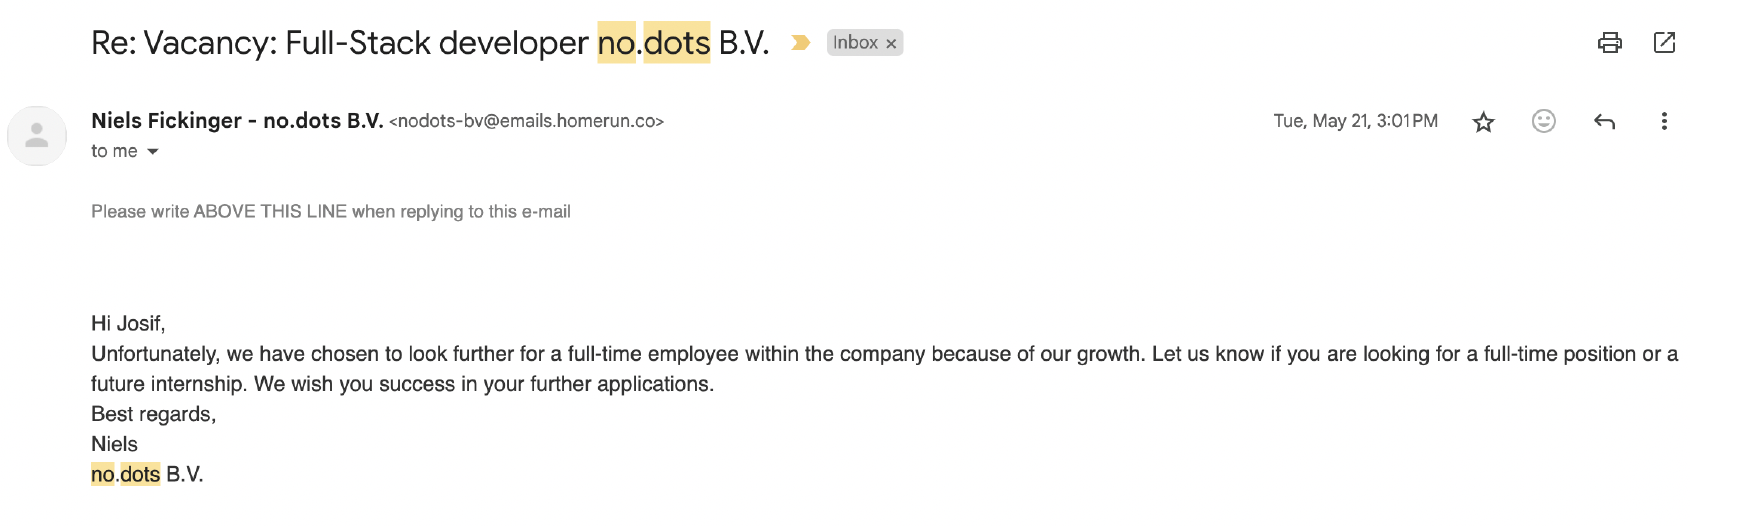 Re: Vacancy: Full-Stack developer no.dots B.V.
Inbox ×
Niels Fickinger - no.dots B.V. <nodots-bv@emails.homerun.co>
Tue, May 21, 3:01 PM
to me
Please write ABOVE THIS LINE when replying to this e-mail
Hi Josif,
Unfortunately, we have chosen to look further for a full-time employee within the company because of our growth. Let us know if you are looking for a full-time position or a
future internship. We wish you success in your further applications.
Best regards,
Niels
no.dots B.V.